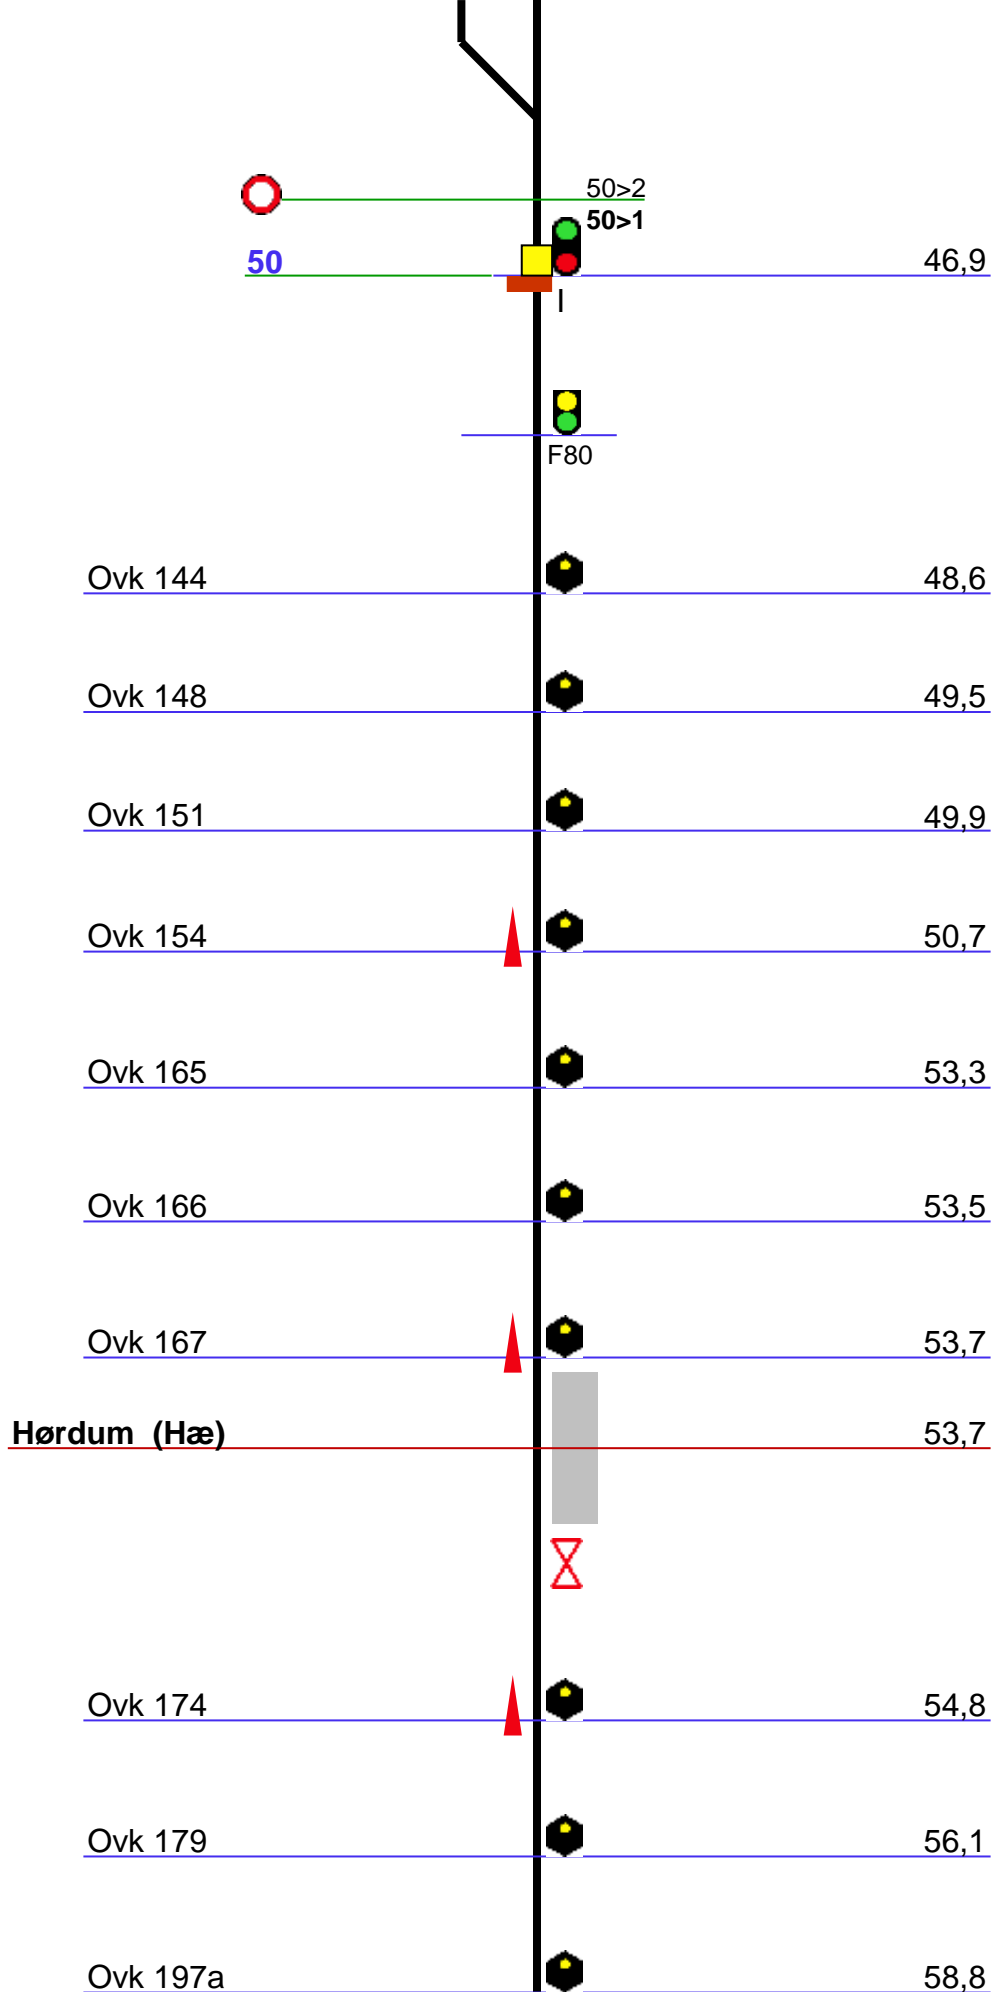 50>2
50>1
50 46,9
I
F80
Ovk 144 48,6
Ovk 148 49,5
Ovk 151 49,9
Ovk 154 50,7
Ovk 165 53,3
Ovk 166 53,5
Ovk 167 53,7
Hørdum (Hæ) 53,7
Ovk 174 54,8
Ovk 179 56,1
Ovk 197a 58,8